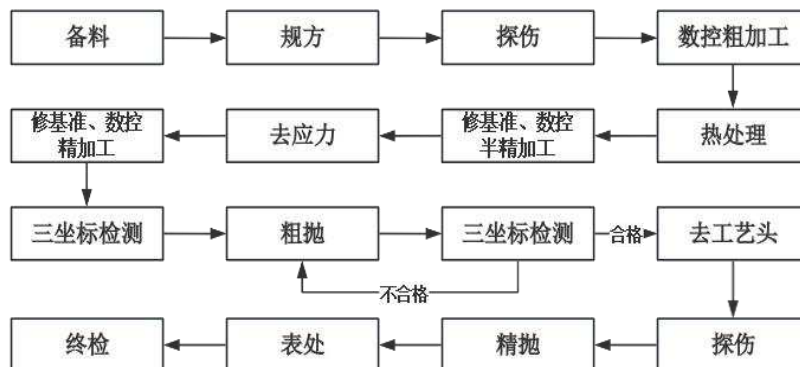 备料
规方
探伤
数控粗加工
修基准、数控
精加工
去应力
修基准、数控
半精加工
热处理
三坐标检测
粗抛
三坐标检测
合格
去工艺头
不合格
终检
表处
精抛
探伤